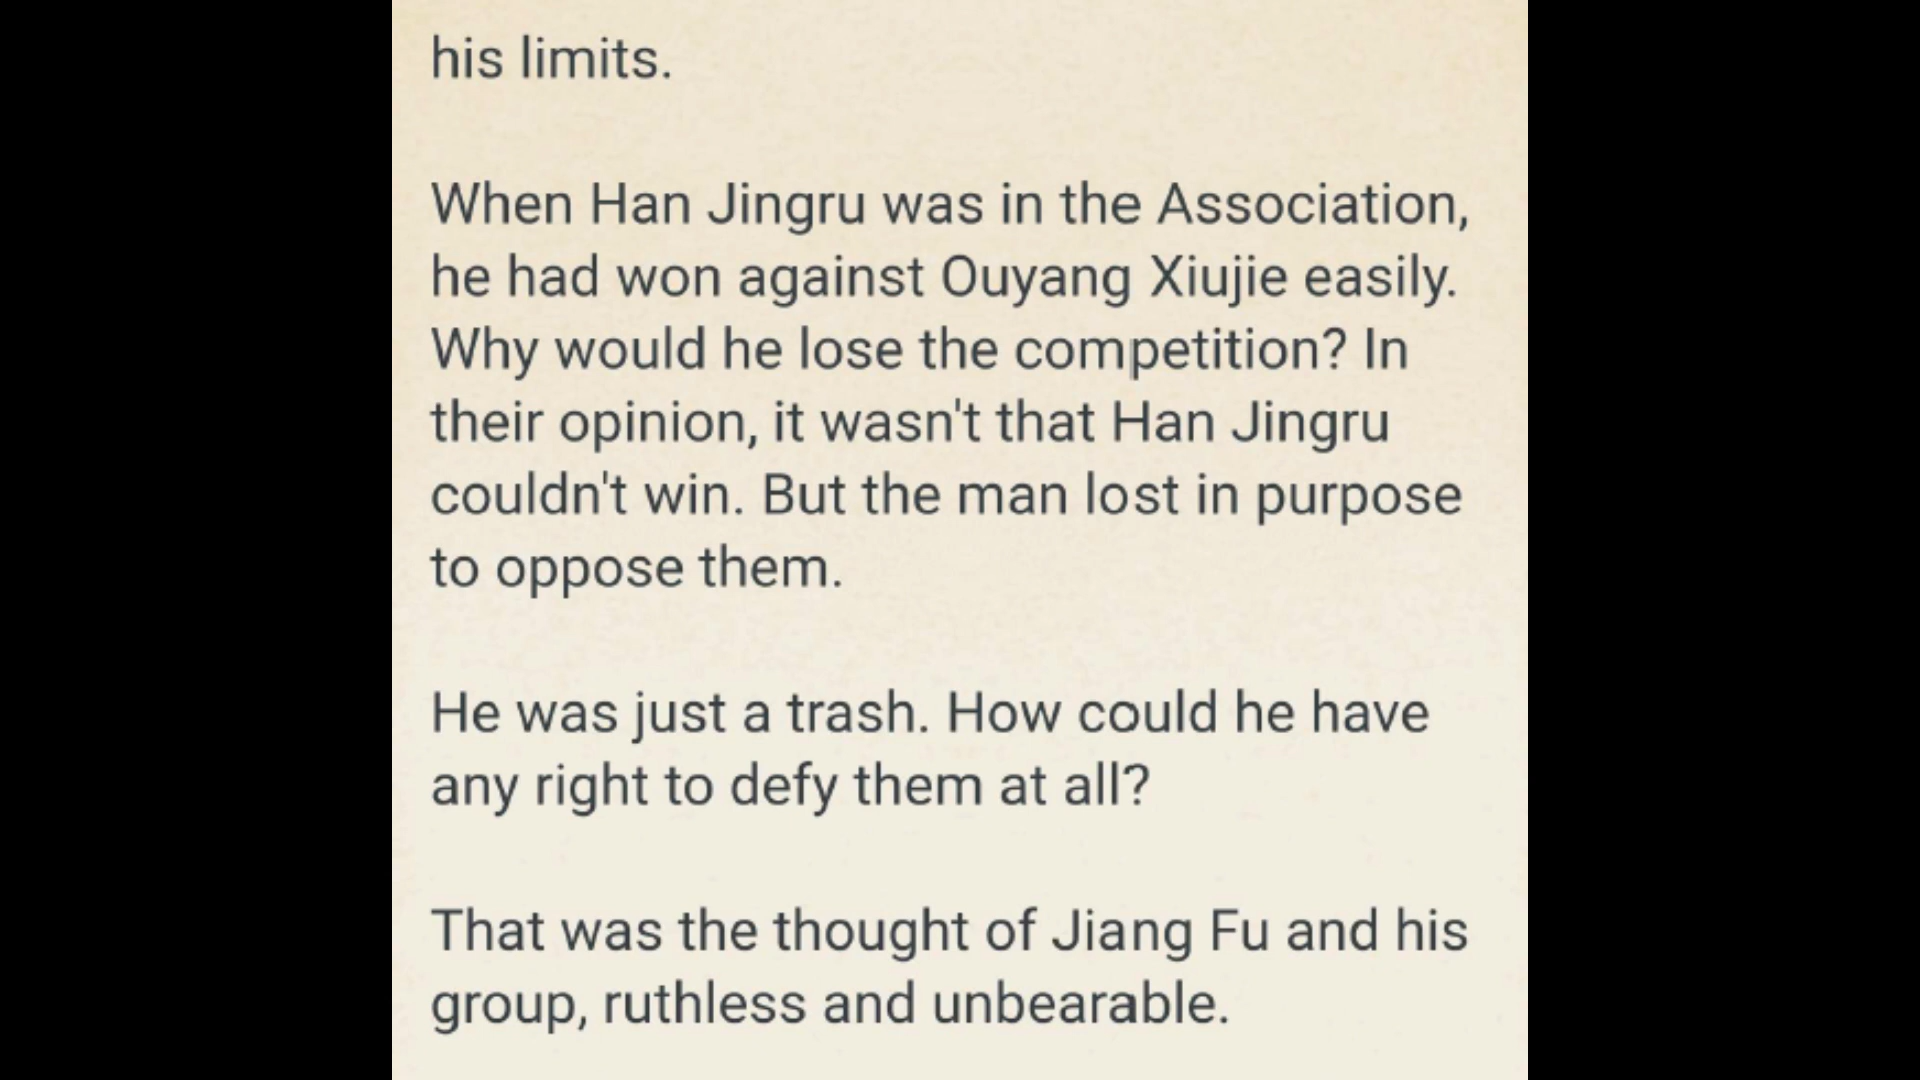 his limits.
When Han Jingru was in the Association,
he had won against Ouyang Xiujie easily.
Why would he lose the competition? In
their opinion, it wasn't that Han Jingru
couldn't win. But the man lost in purpose
to oppose them.
He was just a trash. How could he have
any right to defy them at all?
That was the thought of Jiang Fu and his
group, ruthless and unbearable.